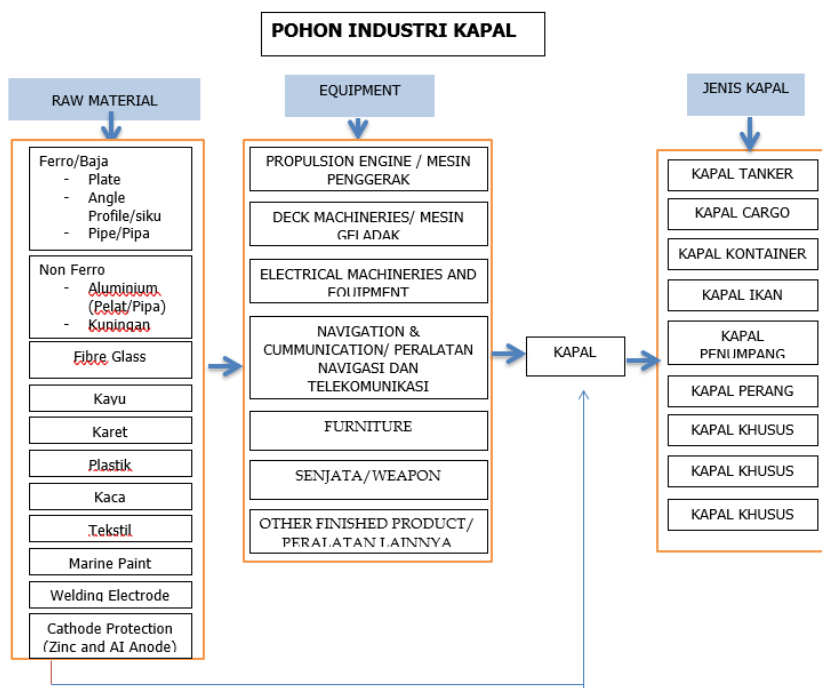 POHON INDUSTRI KAPAL
RAW MATERIAL
Ferro/Baja
- Plate
- Angle
Profile/siku
- Pipe/Pipa
Non Ferro
- Aluminium
(Pelat/Pipa)
- Kuningan
Fibre Glass
Kayu
Karet
Plastik
Kaca
Tekstil
Marine Paint
Welding Electrode
Cathode Protection
(Zinc and AI Anode)
EQUIPMENT
PROPULSION ENGINE / MESIN
PENGGERAK
DECK MACHINERIES/ MESIN
GELADAK
ELECTRICAL MACHINERIES AND
EQUIPMENT
NAVIGATION &
CUMMUNICATION/ PERALATAN
NAVIGASI DAN
TELEKOMUNIKASI
FURNITURE
SENJATA/WEAPON
OTHER FINISHED PRODUCT/
PERALATAN LAINNYA
KAPAL
JENIS KAPAL
KAPAL TANKER
KAPAL CARGO
KAPAL KONTAINER
KAPAL IKAN
KAPAL
PENUMPANG
KAPAL PERANG
KAPAL KHUSUS
KAPAL KHUSUS
KAPAL KHUSUS